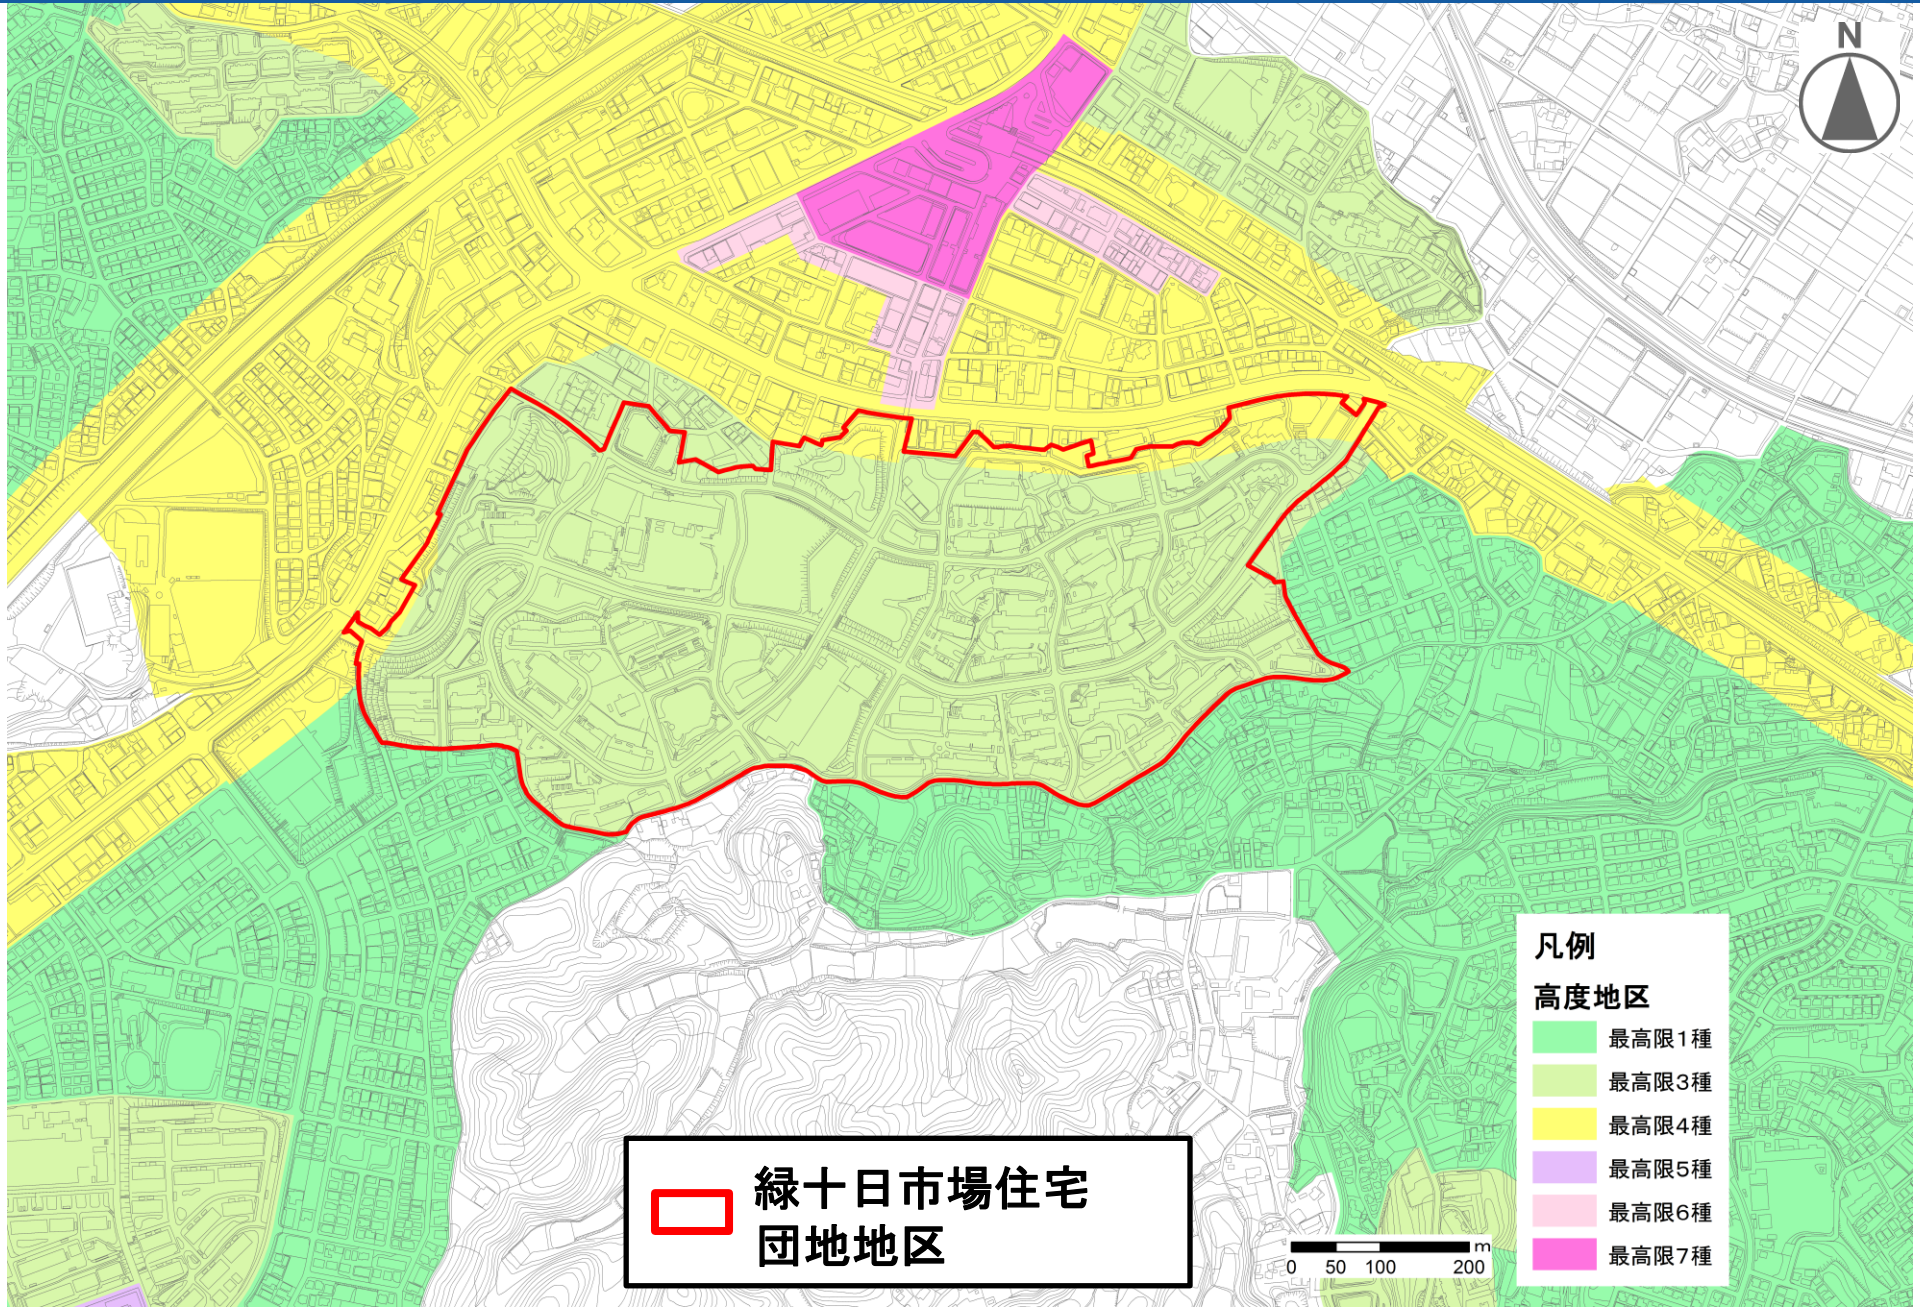 N
凡例
高度地区
最高限1種
最高限3種
最高限4種
最高限5種
最高限6種
最高限7種
緑十日市場住宅
団地地区
m
0 50 100 200